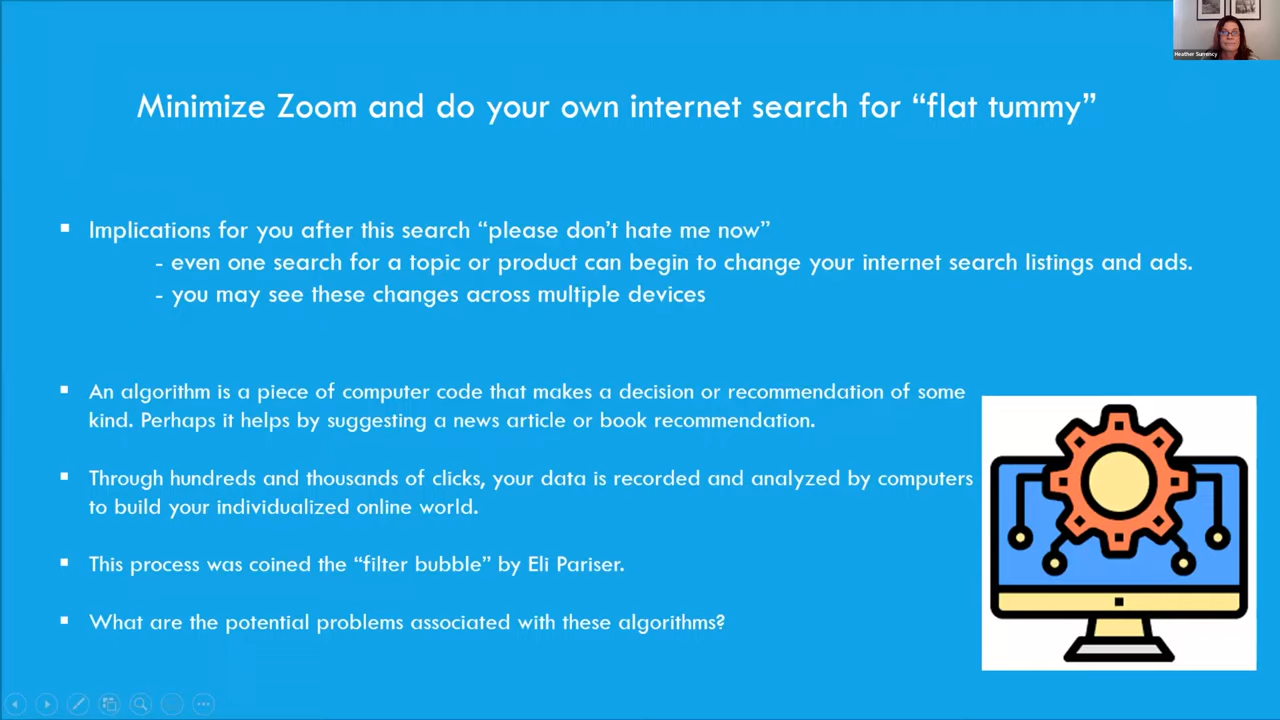 Heather Surrency
Minimize Zoom and do your own internet search for “flat tummy”
▪ Implications for you after this search “please don’t hate me now”
- even one search for a topic or product can begin to change your internet search listings and ads.
- you may see these changes across multiple devices
▪ An algorithm is a piece of computer code that makes a decision or recommendation of some
kind. Perhaps it helps by suggesting a news article or book recommendation.
▪ Through hundreds and thousands of clicks, your data is recorded and analyzed by computers
to build your individualized online world.
▪ This process was coined the “filter bubble” by Eli Pariser.
▪ What are the potential problems associated with these algorithms?